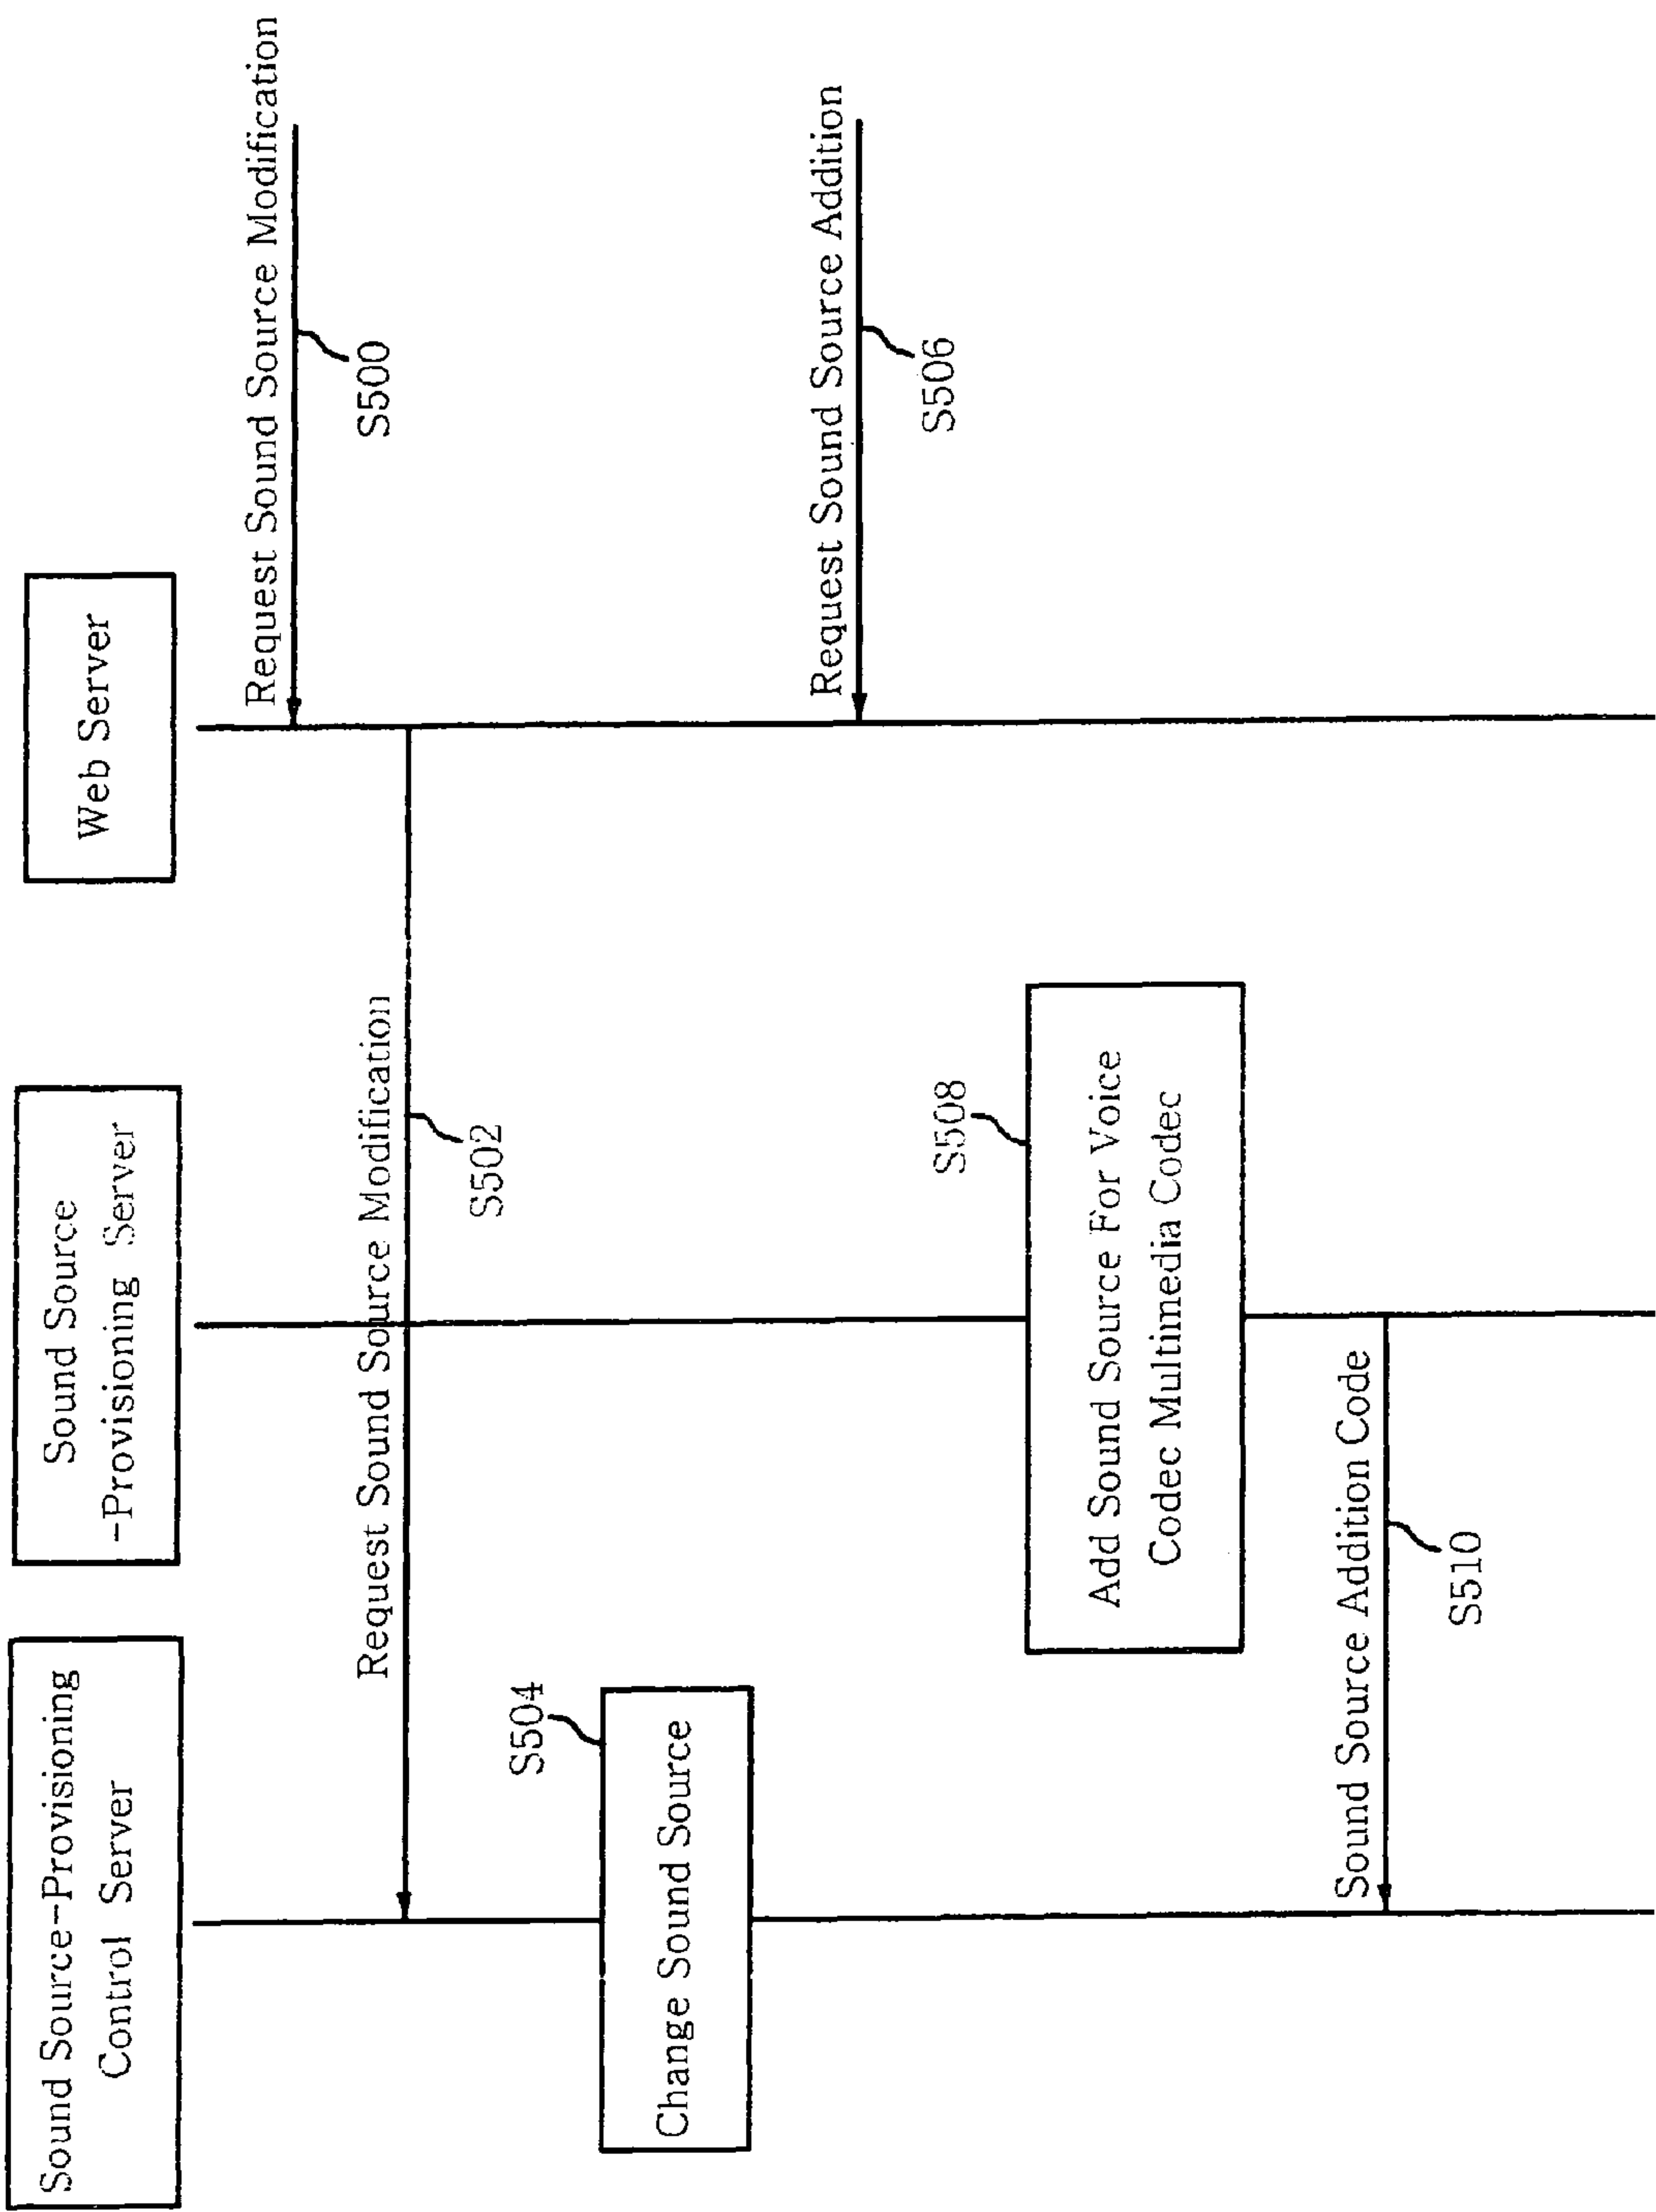 Sound Source-Provisioning
Control Server
Sound Source
-Provisioning Server
Web Server
Request Sound Source Modification
S500
Request Sound Source Modification
S502
S504
Change Sound Source
Request Sound Source Addition
S506
S508
Add Sound Source For Voice
Codec Multimedia Codec
Sound Source Addition Code
S510